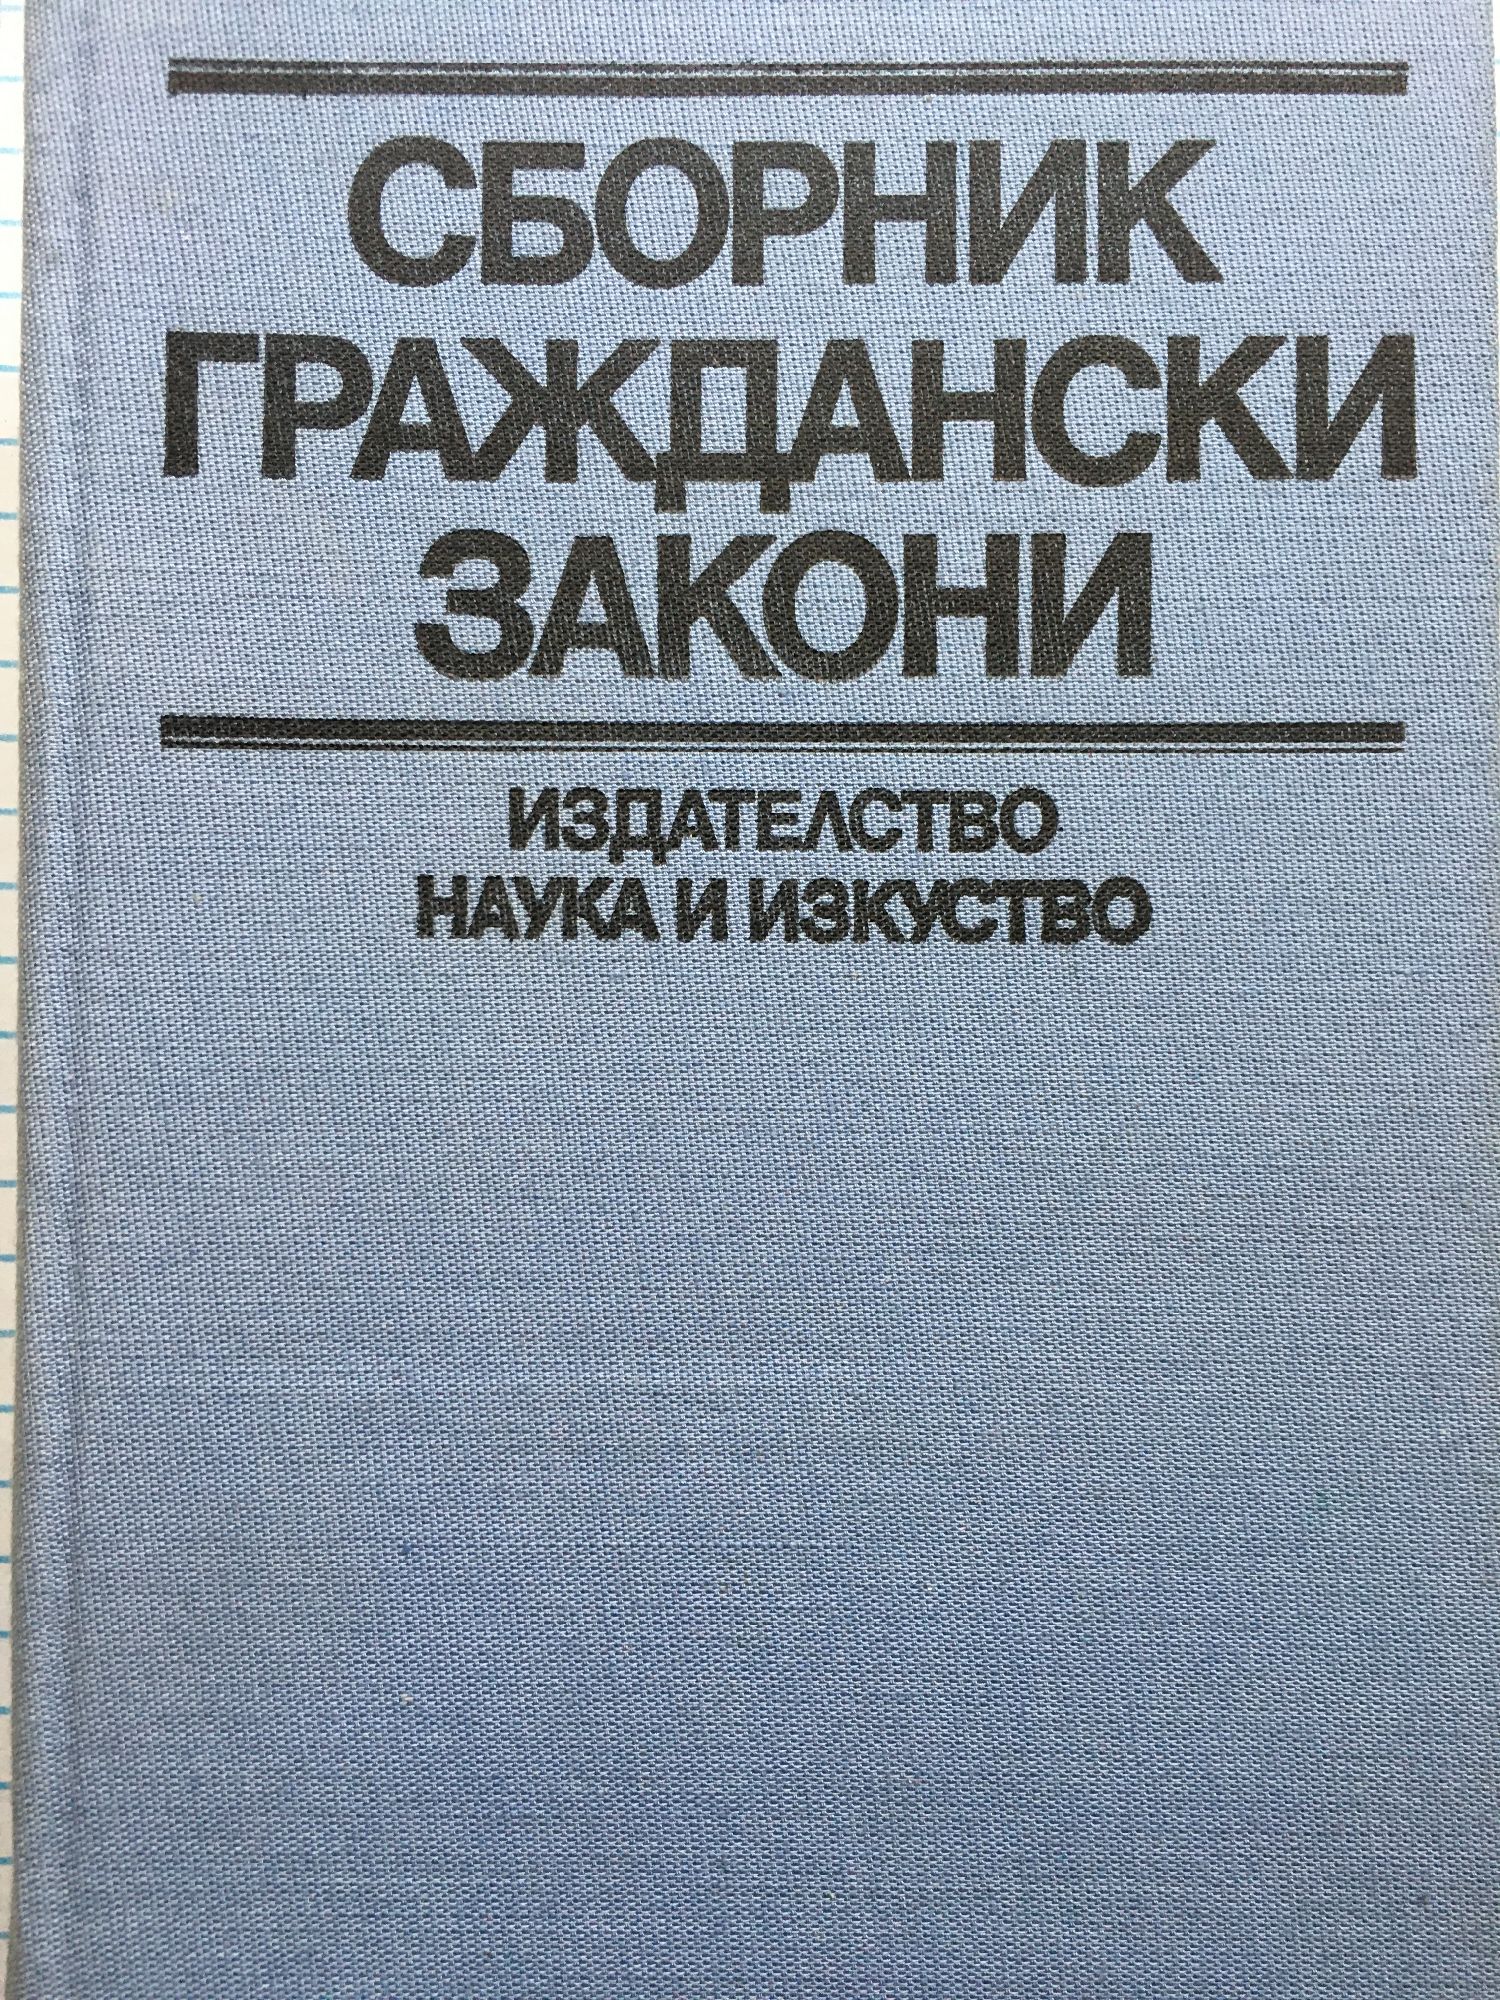 СБОРНИК
ГРАЖДАНСКИ
ЗАКОНИ
ИЗДАТЕЛСТВО
НАУКА И ИЗКУСТВО